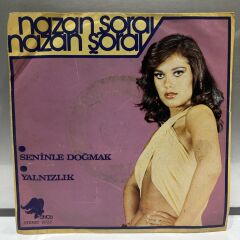 nazan şoray
nazan şoray
SENİNLE DOĞMAK
YALNIZLIK